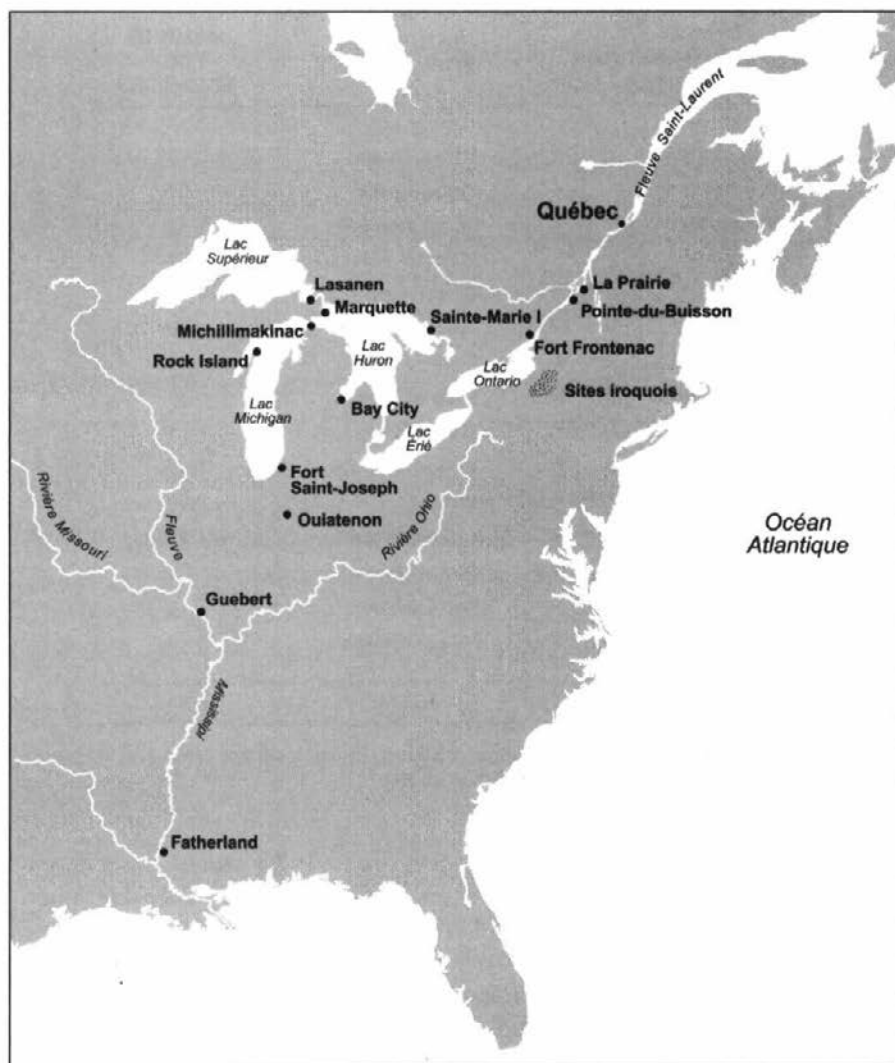 Fleuve Saint-Laurent
Québec
Lac
Supérieur
Lasanen
La Prairie
Marquette
Sainte-Marie I
Pointe-du-Buisson
Michillimakinac
Fort Frontenac
Rock Island
Lac
Huron
Lac
Ontario
Sites iroquois
Lac
Michigan
Bay City
Lac
Érié
Fort
Saint-Joseph
Rivière Missouri
Fleuve
Ouiatenon
Rivière Ohio
Océan
Atlantique
Guebert
Mississipi
Fatherland